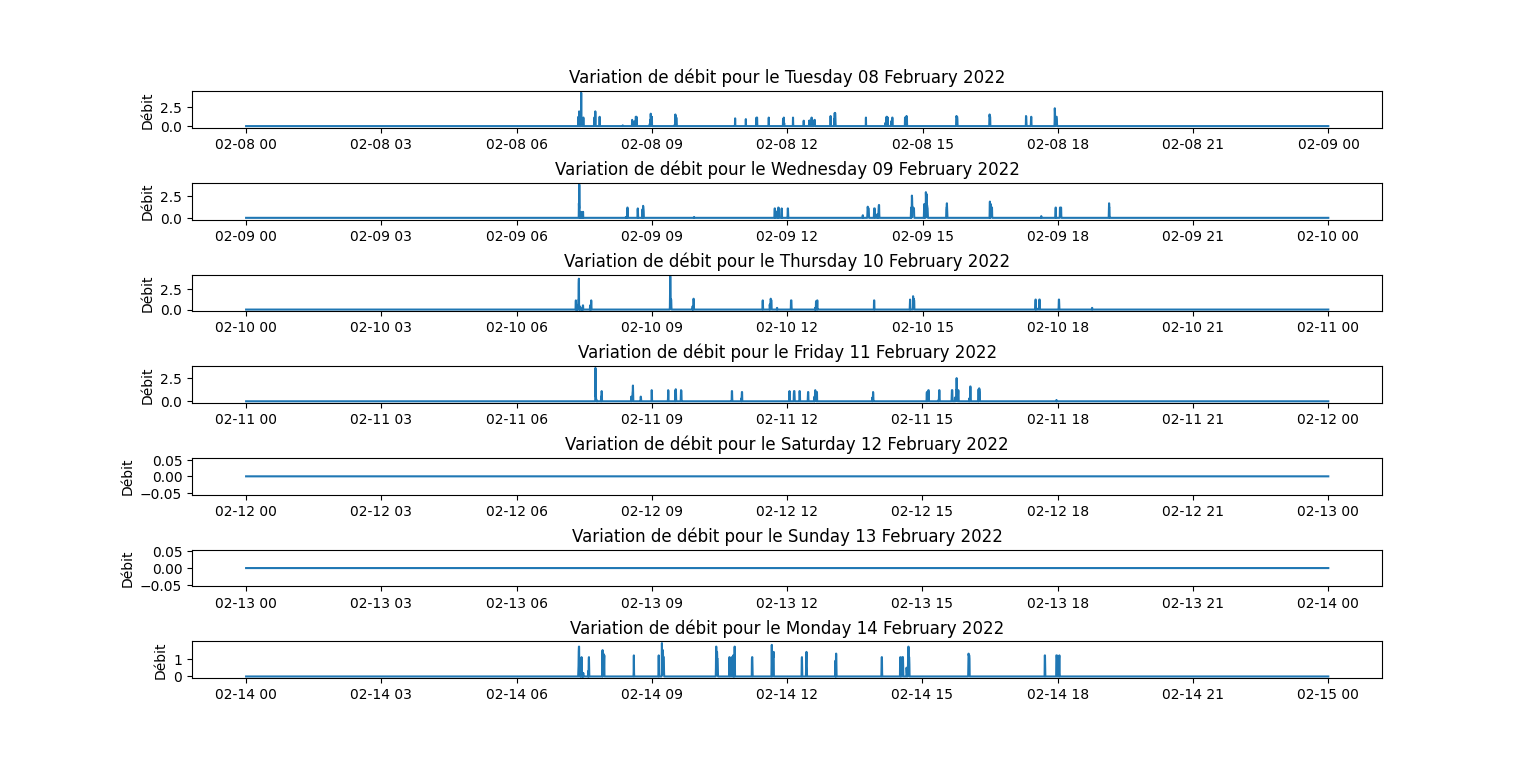 Variation de débit pour le Tuesday 08 February 2022
Débit
2.5
0.0
02-08 00 02-08 03 02-08 06 02-08 09 02-08 12 02-08 15 02-08 18 02-08 21 02-09 00
Variation de débit pour le Wednesday 09 February 2022
Débit
2.5
0.0
02-09 00 02-09 03 02-09 06 02-09 09 02-09 12 02-09 15 02-09 18 02-09 21 02-10 00
Variation de débit pour le Thursday 10 February 2022
Débit
2.5
0.0
02-10 00 02-10 03 02-10 06 02-10 09 02-10 12 02-10 15 02-10 18 02-10 21 02-11 00
Variation de débit pour le Friday 11 February 2022
Débit
2.5
0.0
02-11 00 02-11 03 02-11 06 02-11 09 02-11 12 02-11 15 02-11 18 02-11 21 02-12 00
Variation de débit pour le Saturday 12 February 2022
Débit
0.05
0.00
−0.05
02-12 00 02-12 03 02-12 06 02-12 09 02-12 12 02-12 15 02-12 18 02-12 21 02-13 00
Variation de débit pour le Sunday 13 February 2022
Débit
0.05
0.00
−0.05
02-13 00 02-13 03 02-13 06 02-13 09 02-13 12 02-13 15 02-13 18 02-13 21 02-14 00
Variation de débit pour le Monday 14 February 2022
Débit
1
0
02-14 00 02-14 03 02-14 06 02-14 09 02-14 12 02-14 15 02-14 18 02-14 21 02-15 00